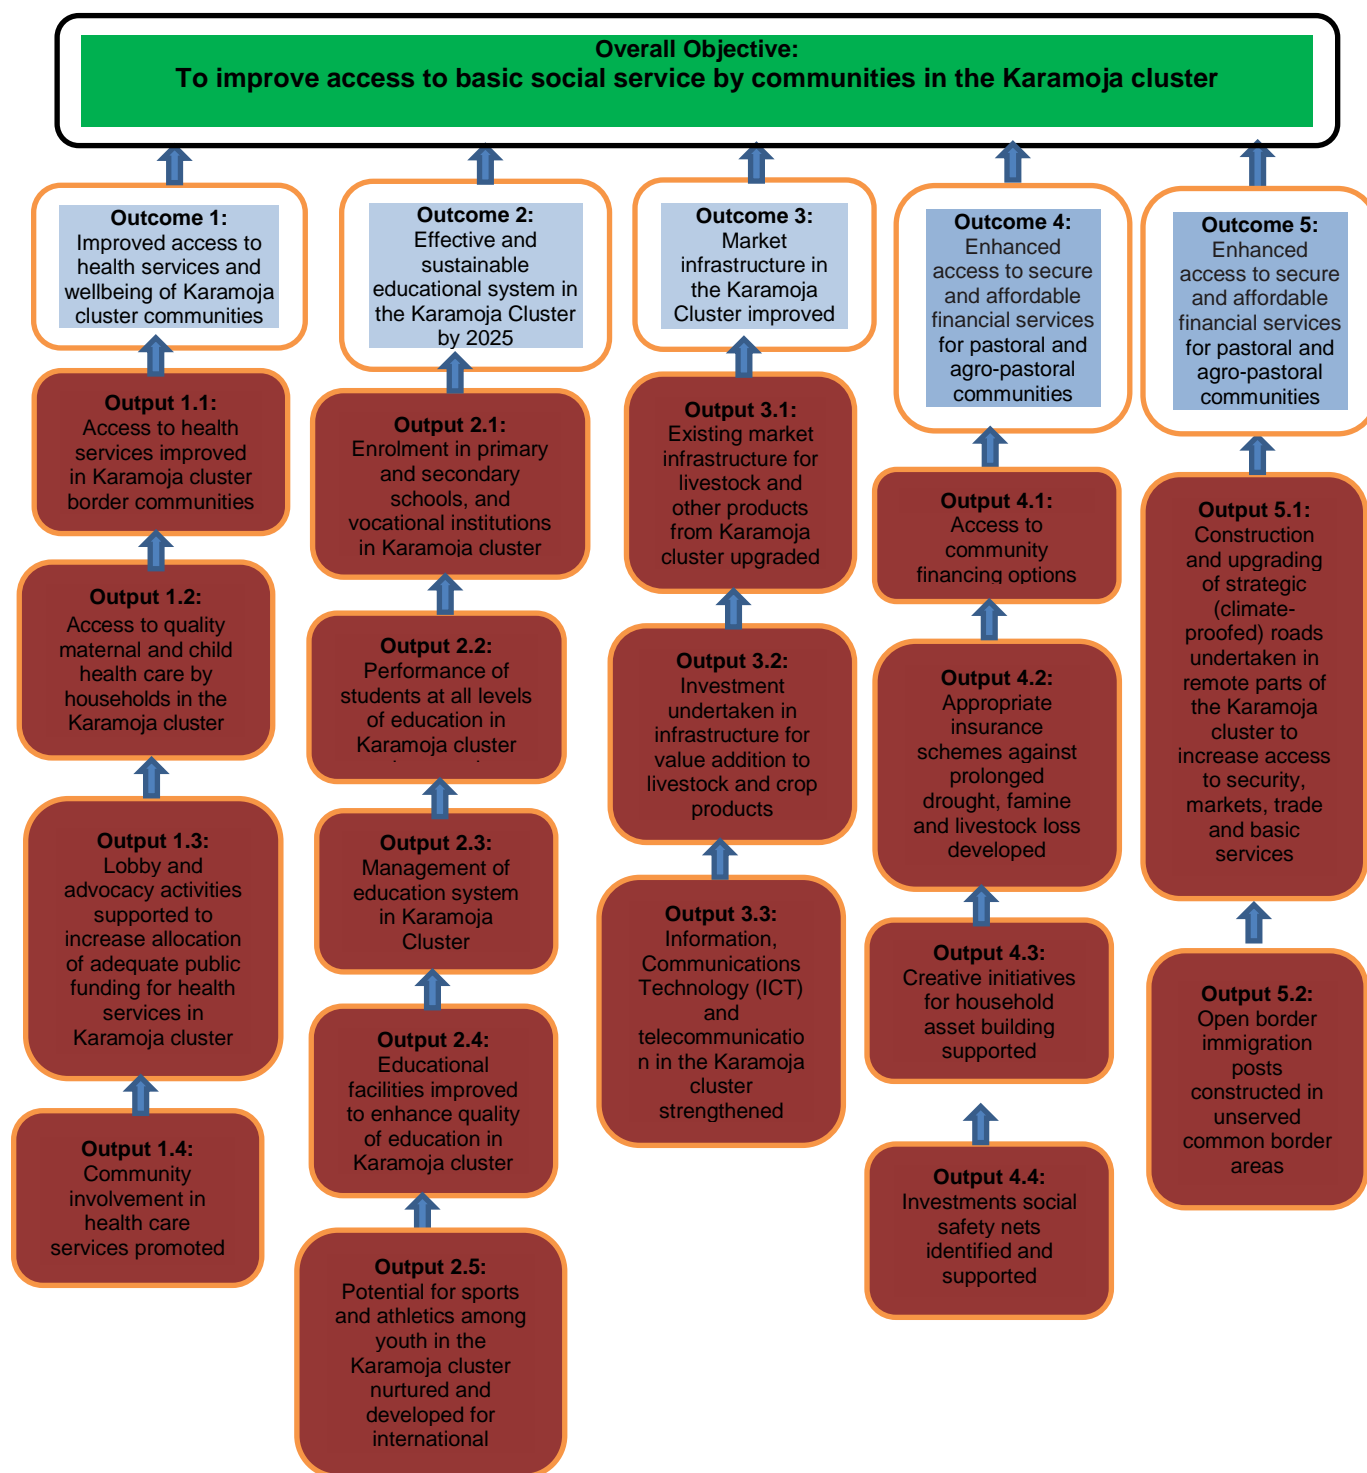 Overall Objective:
To improve access to basic social service by communities in the Karamoja cluster
Outcome 1:
Improved access to
health services and
wellbeing of Karamoja
cluster communities
Output 1.1:
Access to health
services improved
in Karamoja cluster
border communities
Output 1.2:
Access to quality
maternal and child
health care by
households in the
Karamoja cluster
Output 1.3:
Lobby and
advocacy activities
supported to
increase allocation
of adequate public
funding for health
services in
Karamoja cluster
Output 1.4:
Community
involvement in
health care
services promoted
Outcome 2:
Effective and
sustainable
educational system in
the Karamoja Cluster
by 2025
Output 2.1:
Enrolment in primary
and secondary
schools, and
vocational institutions
in Karamoja cluster
Output 2.2:
Performance of
students at all levels
of education in
Karamoja cluster
Output 2.3:
Management of
education system
in Karamoja
Cluster
Output 2.4:
Educational
facilities improved
to enhance quality
of education in
Karamoja cluster
Output 2.5:
Potential for sports
and athletics among
youth in the
Karamoja cluster
nurtured and
developed for
international
Outcome 3:
Market
infrastructure in
the Karamoja
Cluster improved
Output 3.1:
Existing market
infrastructure for
livestock and
other products
from Karamoja
cluster upgraded
Output 3.2:
Investment
undertaken in
infrastructure for
value addition to
livestock and crop
products
Output 3.3:
Information,
Communications
Technology (ICT)
and
telecommunicatio
n in the Karamoja
cluster
strengthened
Outcome 4:
Enhanced
access to secure
and affordable
financial services
for pastoral and
agro-pastoral
communities
Output 4.1:
Access to
community
financing options
Output 4.2:
Appropriate
insurance
schemes against
prolonged
drought, famine
and livestock loss
developed
Output 4.3:
Creative initiatives
for household
asset building
supported
Output 4.4:
Investments social
safety nets
identified and
supported
Outcome 5:
Enhanced
access to secure
and affordable
financial services
for pastoral and
agro-pastoral
communities
Output 5.1:
Construction
and upgrading
of strategic
(climate-
proofed) roads
undertaken in
remote parts of
the Karamoja
cluster to
increase access
to security,
markets, trade
and basic
services
Output 5.2:
Open border
immigration
posts
constructed in
unserved
common border
areas